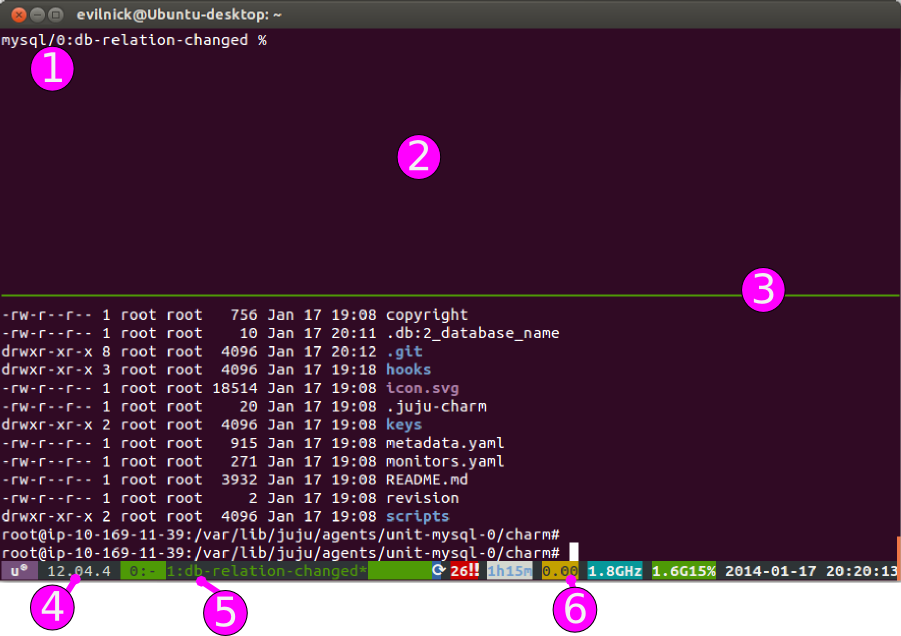 evilnick@Ubuntu-desktop: ~
mysql/0:db-relation-changed %
1
2
3
-rw-r--r-- 1 root root   756 Jan 17 19:08 copyright
-rw-r--r-- 1 root root    10 Jan 17 20:11 .db:2_database_name
drwxr-xr-x 8 root root  4096 Jan 17 20:12 .git
drwxr-xr-x 3 root root  4096 Jan 17 19:18 hooks
-rw-r--r-- 1 root root 18514 Jan 17 19:08 icon.svg
-rw-r--r-- 1 root root    20 Jan 17 19:08 .juju-charm
drwxr-xr-x 2 root root  4096 Jan 17 19:08 keys
-rw-r--r-- 1 root root   915 Jan 17 19:08 metadata.yaml
-rw-r--r-- 1 root root   271 Jan 17 19:08 monitors.yaml
-rw-r--r-- 1 root root  3932 Jan 17 19:08 README.md
-rw-r--r-- 1 root root     2 Jan 17 19:08 revision
drwxr-xr-x 2 root root  4096 Jan 17 19:08 scripts
root@ip-10-169-11-39:/var/lib/juju/agents/unit-mysql-0/charm#
root@ip-10-169-11-39:/var/lib/juju/agents/unit-mysql-0/charm#
u® 12.04.4 0:- 1:db-relation-changed* ⟳ 26!! 1h15m 0.00 1.8GHz 1.6G15% 2014-01-17 20:20:13
4 5 6